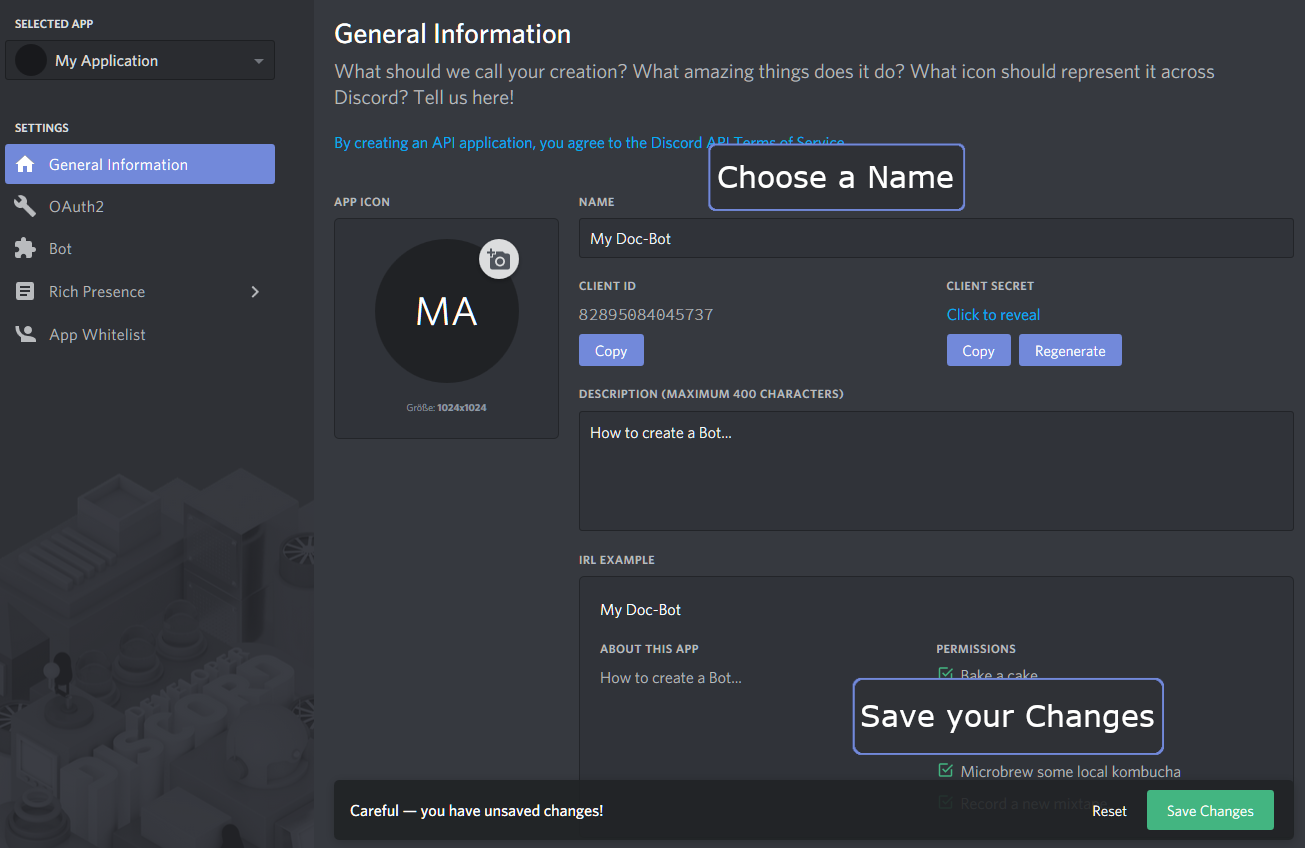 SELECTED APP
My Application
SETTINGS
General Information
OAuth2
Bot
Rich Presence
App Whitelist
General Information
What should we call your creation? What amazing things does it do? What icon should represent it across
Discord? Tell us here!
By creating an API application, you agree to the Discord API Terms of Service
Choose a Name
APP ICON
MA
Größe: 1024x1024
NAME
My Doc-Bot
CLIENT ID
82895084045737
Copy
CLIENT SECRET
Click to reveal
Copy
Regenerate
DESCRIPTION (MAXIMUM 400 CHARACTERS)
How to create a Bot...
IRL EXAMPLE
My Doc-Bot
ABOUT THIS APP
How to create a Bot...
PERMISSIONS
Bake a cake
Save your Changes
Microbrew some local kombucha
Record a new
Careful — you have unsaved changes!
Reset
Save Changes